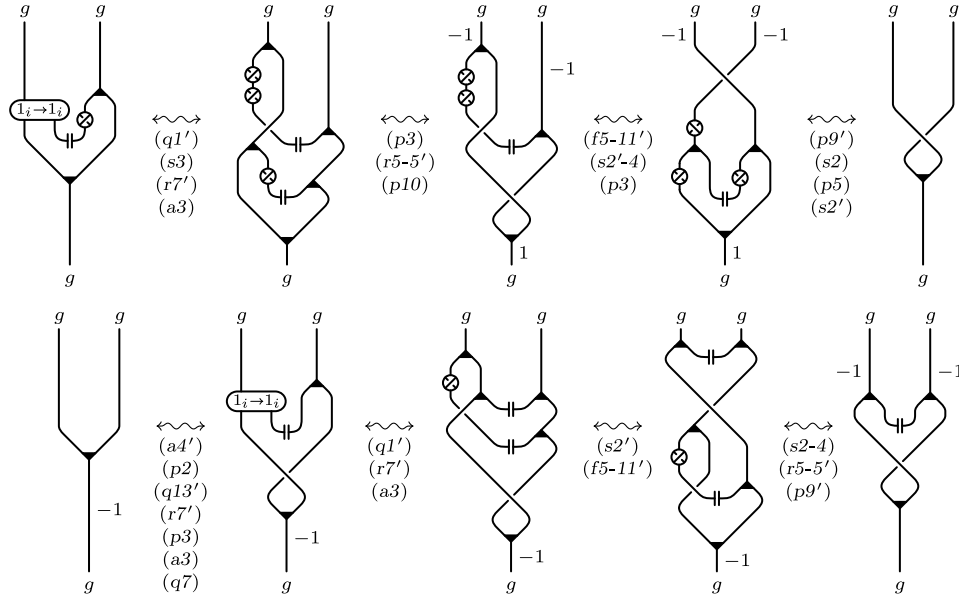 g g g g g g g g g g
−1 −1 −1
−1
1ᵢ→1ᵢ
(q1′) (p3) (f5-11′) (p9′)
(s3) (r5-5′) (s2′-4) (s2)
(r7′) (p10) (p3) (p5)
(a3) (s2′)
1 1
g g g g g
g g g g g g g g g g
−1 −1
1ᵢ→1ᵢ
(a4′) (q1′) (s2′) (s2-4)
(p2) (r7′) (f5-11′) (r5-5′)
(q13′) (a3) (p9′)
−1 (r7′) −1
(p3) −1 −1
(a3)
(q7)
g g g g g